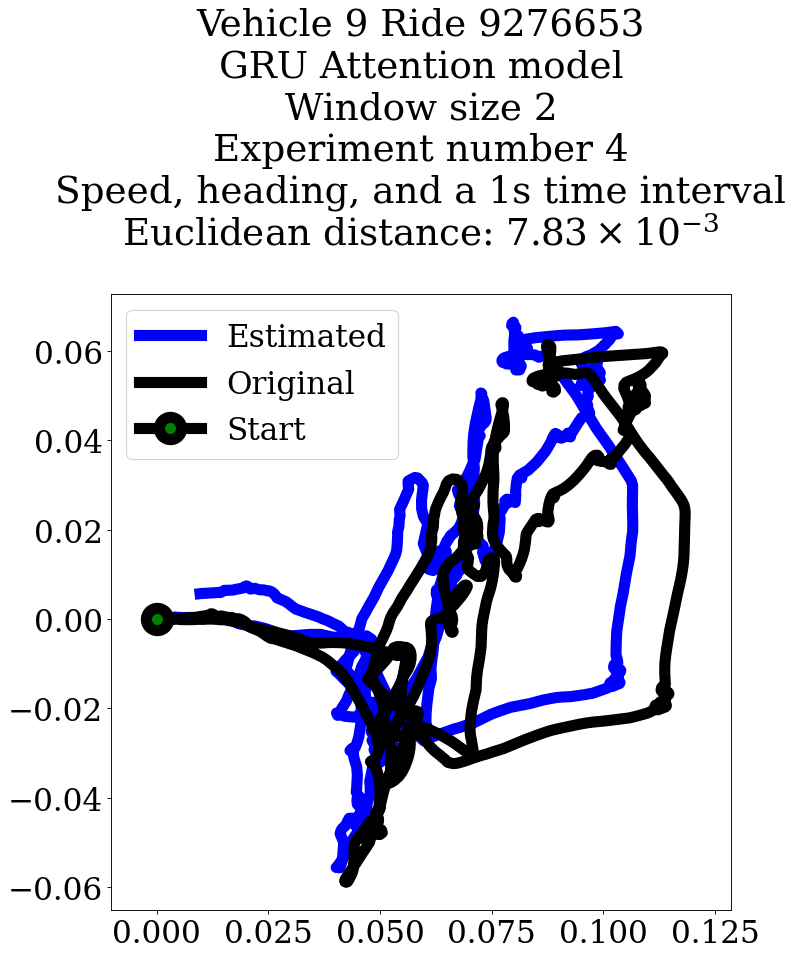 Vehicle 9 Ride 9276653
GRU Attention model
Window size 2
Experiment number 4
Speed, heading, and a 1s time interval
Euclidean distance: 7.83 × 10⁻³
Estimated
Original
Start
0.06
0.04
0.02
0.00
−0.02
−0.04
−0.06
0.000 0.025 0.050 0.075 0.100 0.125